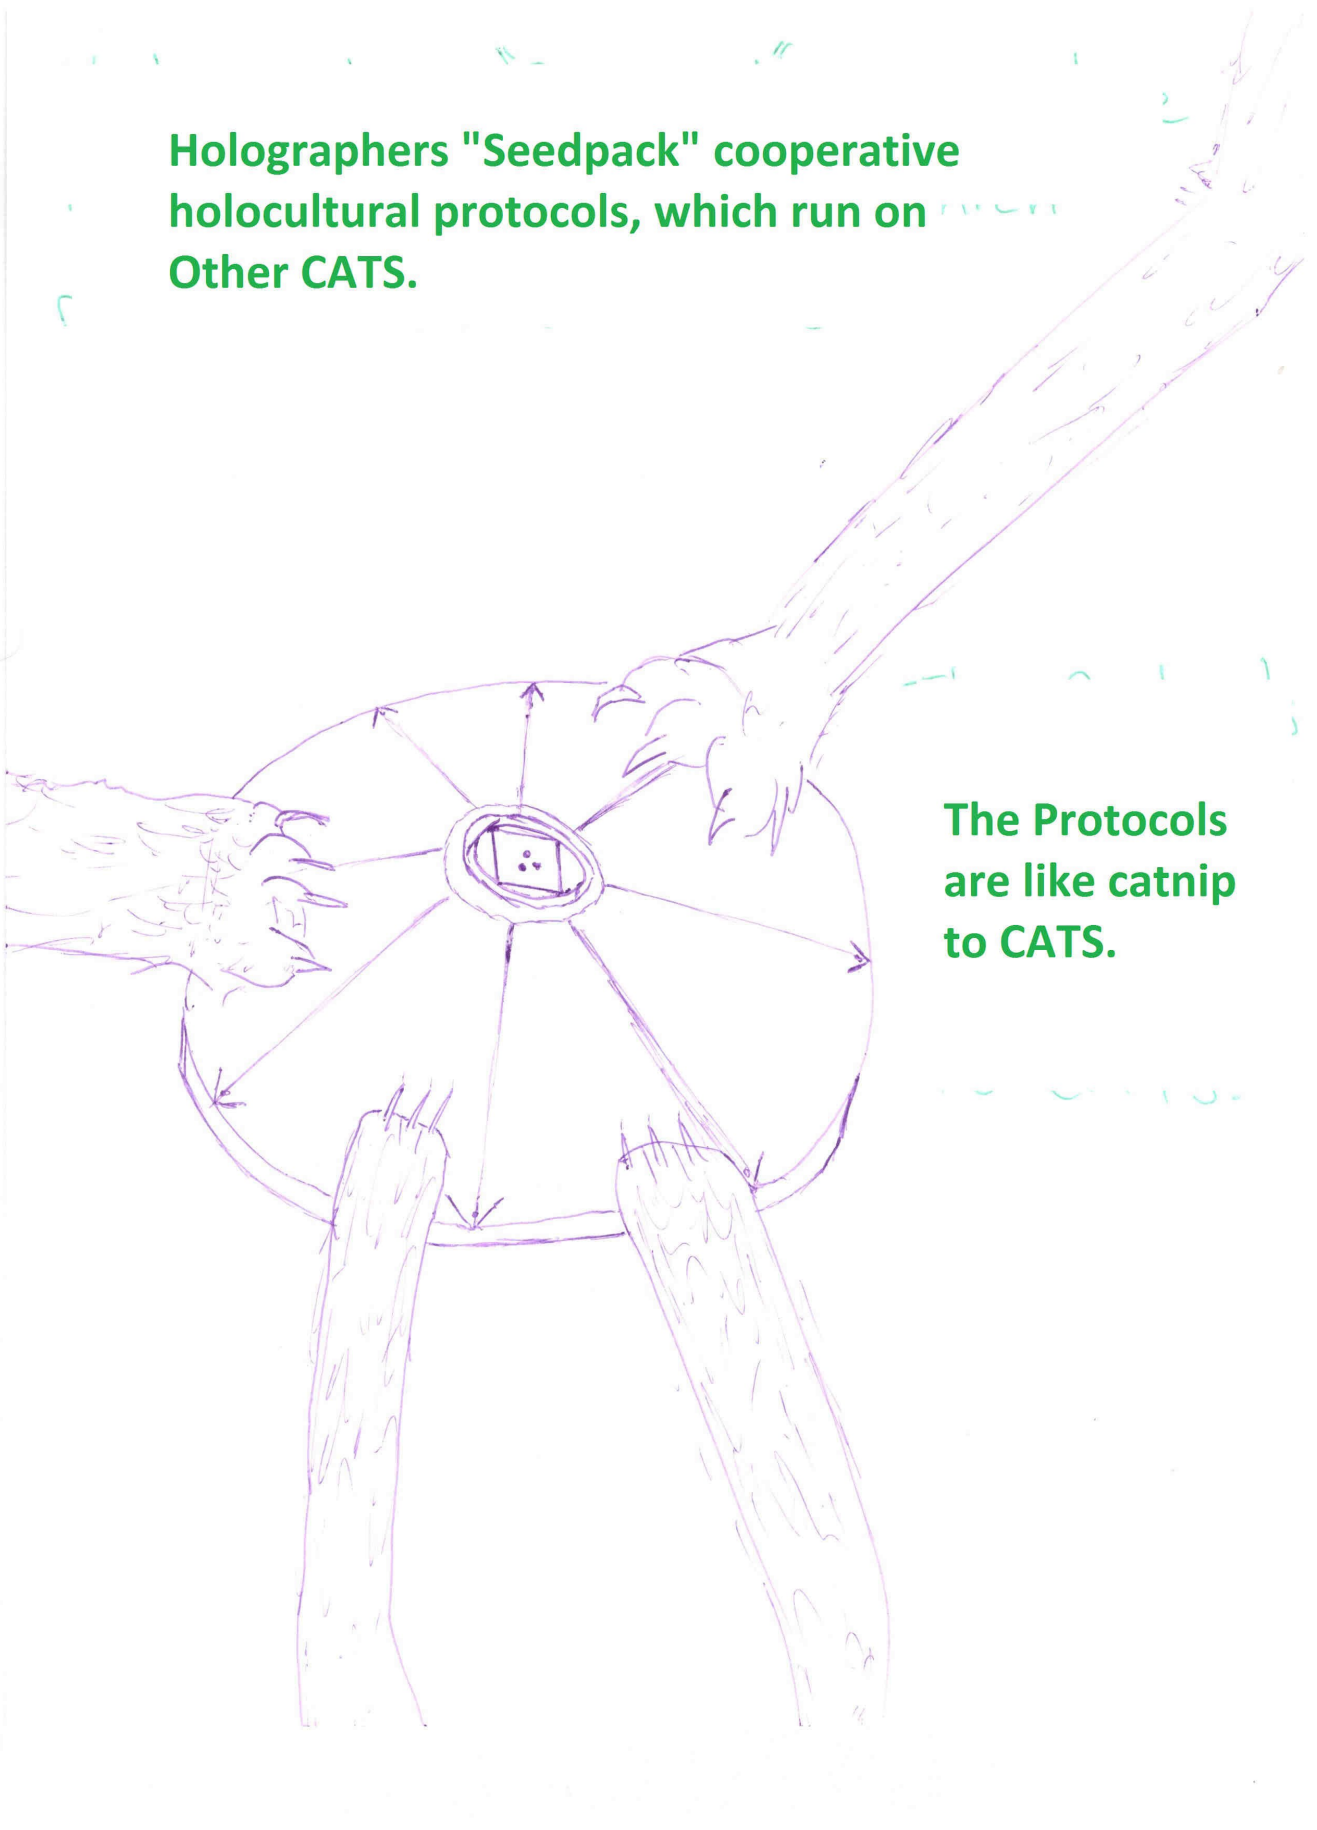 Holographers "Seedpack" cooperative
holocultural protocols, which run on
Other CATS.
The Protocols
are like catnip
to CATS.